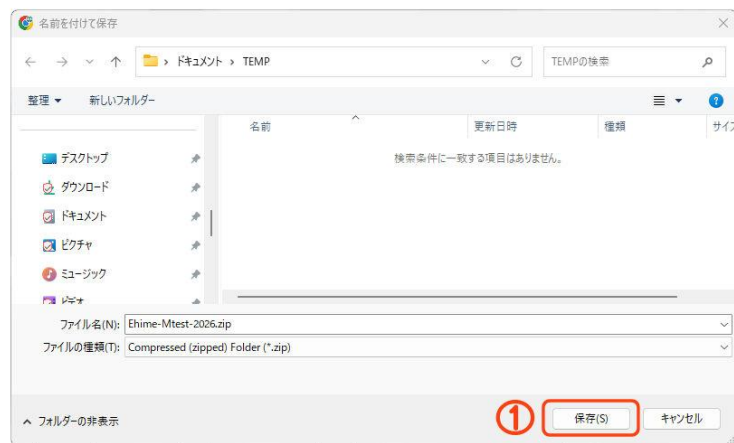 名前を付けて保存
ドキュメント › TEMP
TEMPの検索
整理 新しいフォルダー
名前 更新日時 種類 サイズ
検索条件に一致する項目はありません。
デスクトップ
ダウンロード
ドキュメント
ピクチャ
ミュージック
ビデオ
ファイル名(N): Ehime-Mtest-2026.zip
ファイルの種類(T): Compressed (zipped) Folder (*.zip)
フォルダーの非表示
① 保存(S) キャンセル